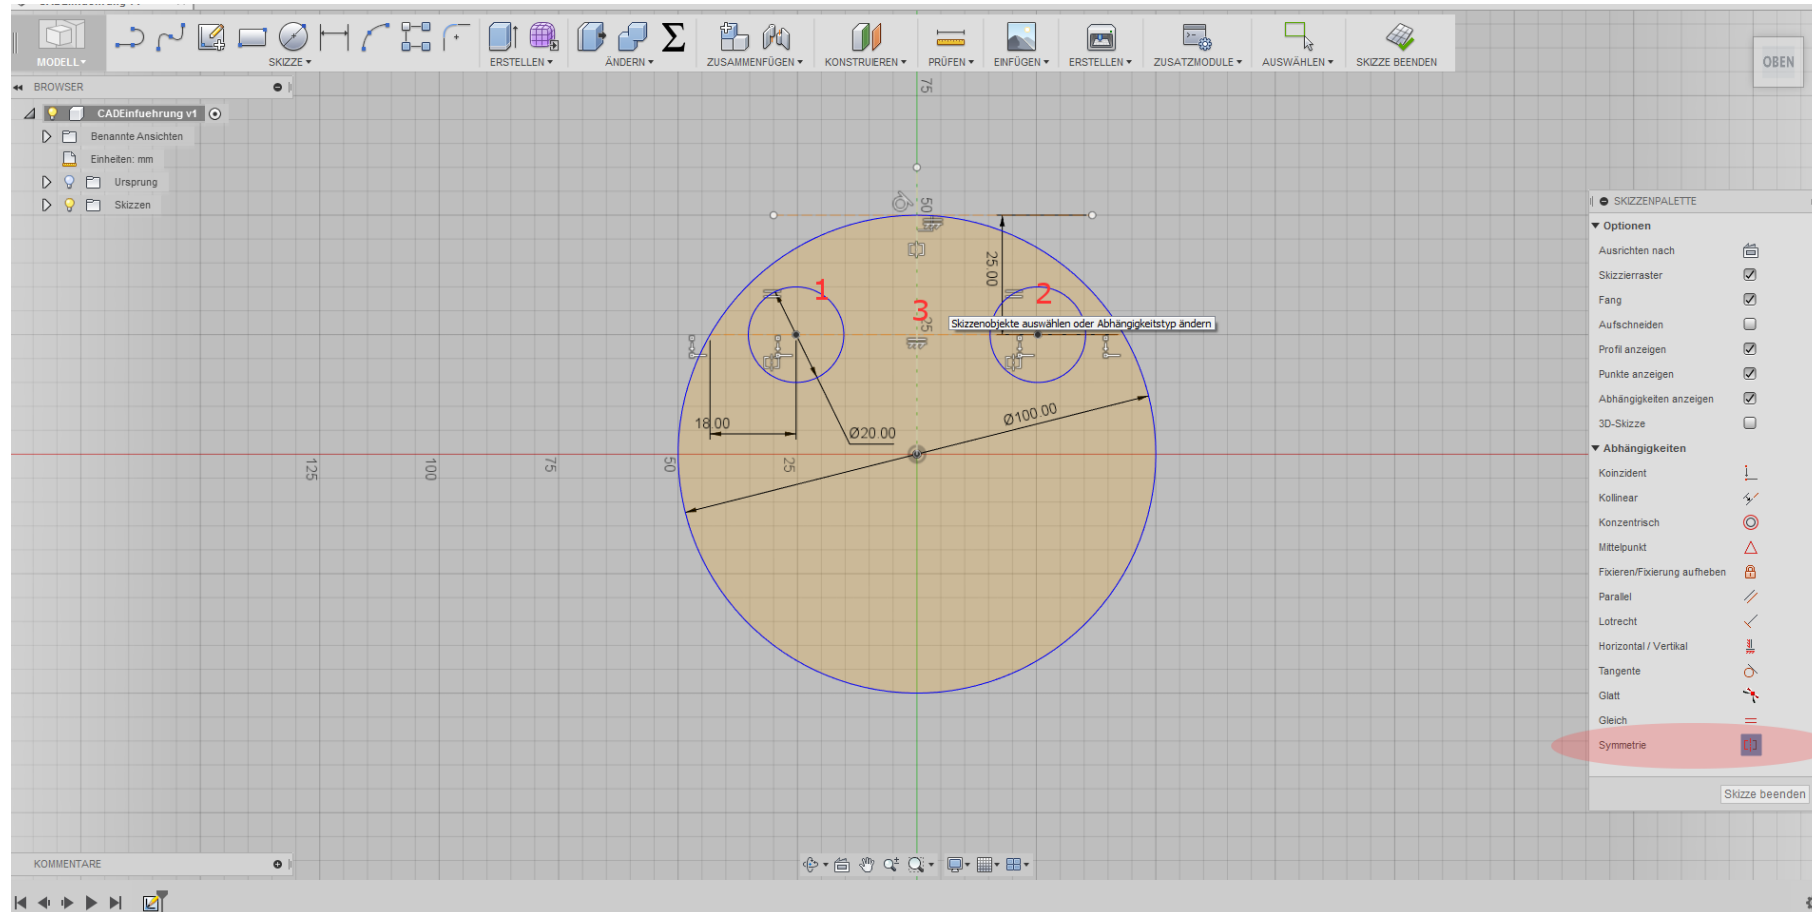 MODELL
SKIZZE
ERSTELLEN
ÄNDERN
ZUSAMMENFÜGEN
KONSTRUIEREN
PRÜFEN
EINFÜGEN
ERSTELLEN
ZUSATZMODULE
AUSWÄHLEN
SKIZZE BEENDEN
OBEN
BROWSER
CADEinfuehrung v1
Benannte Ansichten
Einheiten: mm
Ursprung
Skizzen
75
50
25
25.00
1
2
3
Skizzenobjekte auswählen oder Abhängigkeitstyp ändern
18.00
Ø20.00
Ø100.00
125
100
75
50
25
SKIZZENPALETTE
Optionen
Ausrichten nach
Skizzierraster
Fang
Aufschneiden
Profil anzeigen
Punkte anzeigen
Abhängigkeiten anzeigen
3D-Skizze
Abhängigkeiten
Koinzident
Kollinear
Konzentrisch
Mittelpunkt
Fixieren/Fixierung aufheben
Parallel
Lotrecht
Horizontal / Vertikal
Tangente
Glatt
Gleich
Symmetrie
Skizze beenden
KOMMENTARE